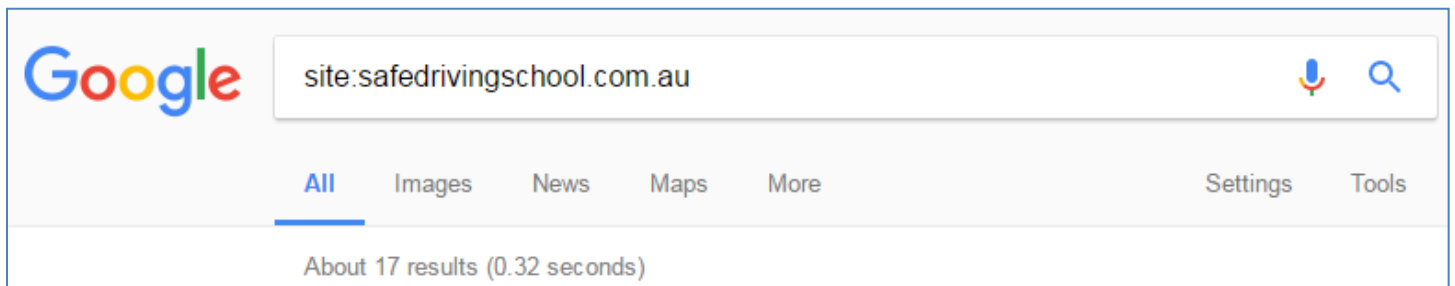 Google site:safedrivingschool.com.au
All Images News Maps More Settings Tools
About 17 results (0.32 seconds)